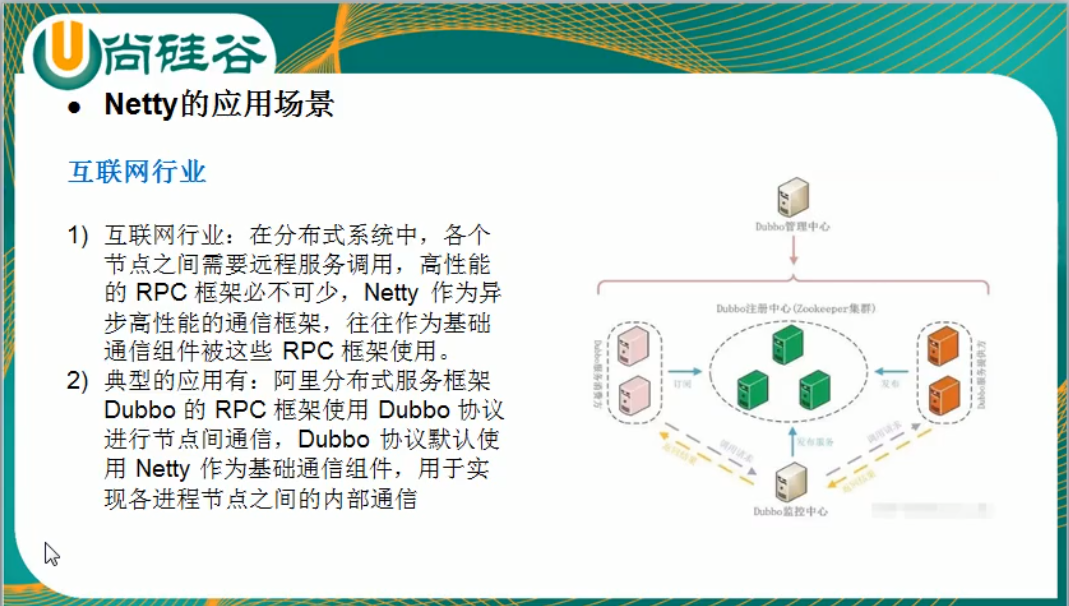 尚硅谷
● Netty的应用场景
互联网行业
1) 互联网行业：在分布式系统中，各个
节点之间需要远程服务调用，高性能
的 RPC 框架必不可少，Netty 作为异
步高性能的通信框架，往往作为基础
通信组件被这些 RPC 框架使用。
2) 典型的应用有：阿里分布式服务框架
Dubbo 的 RPC 框架使用 Dubbo 协议
进行节点间通信，Dubbo 协议默认使
用 Netty 作为基础通信组件，用于实
现各进程节点之间的内部通信
Dubbo管理中心
Dubbo注册中心(Zookeeper集群)
Dubbo服务消费方
订阅
发布
Dubbo服务提供方
发布服务
调用请求
返回结果
调用请求
返回结果
Dubbo监控中心